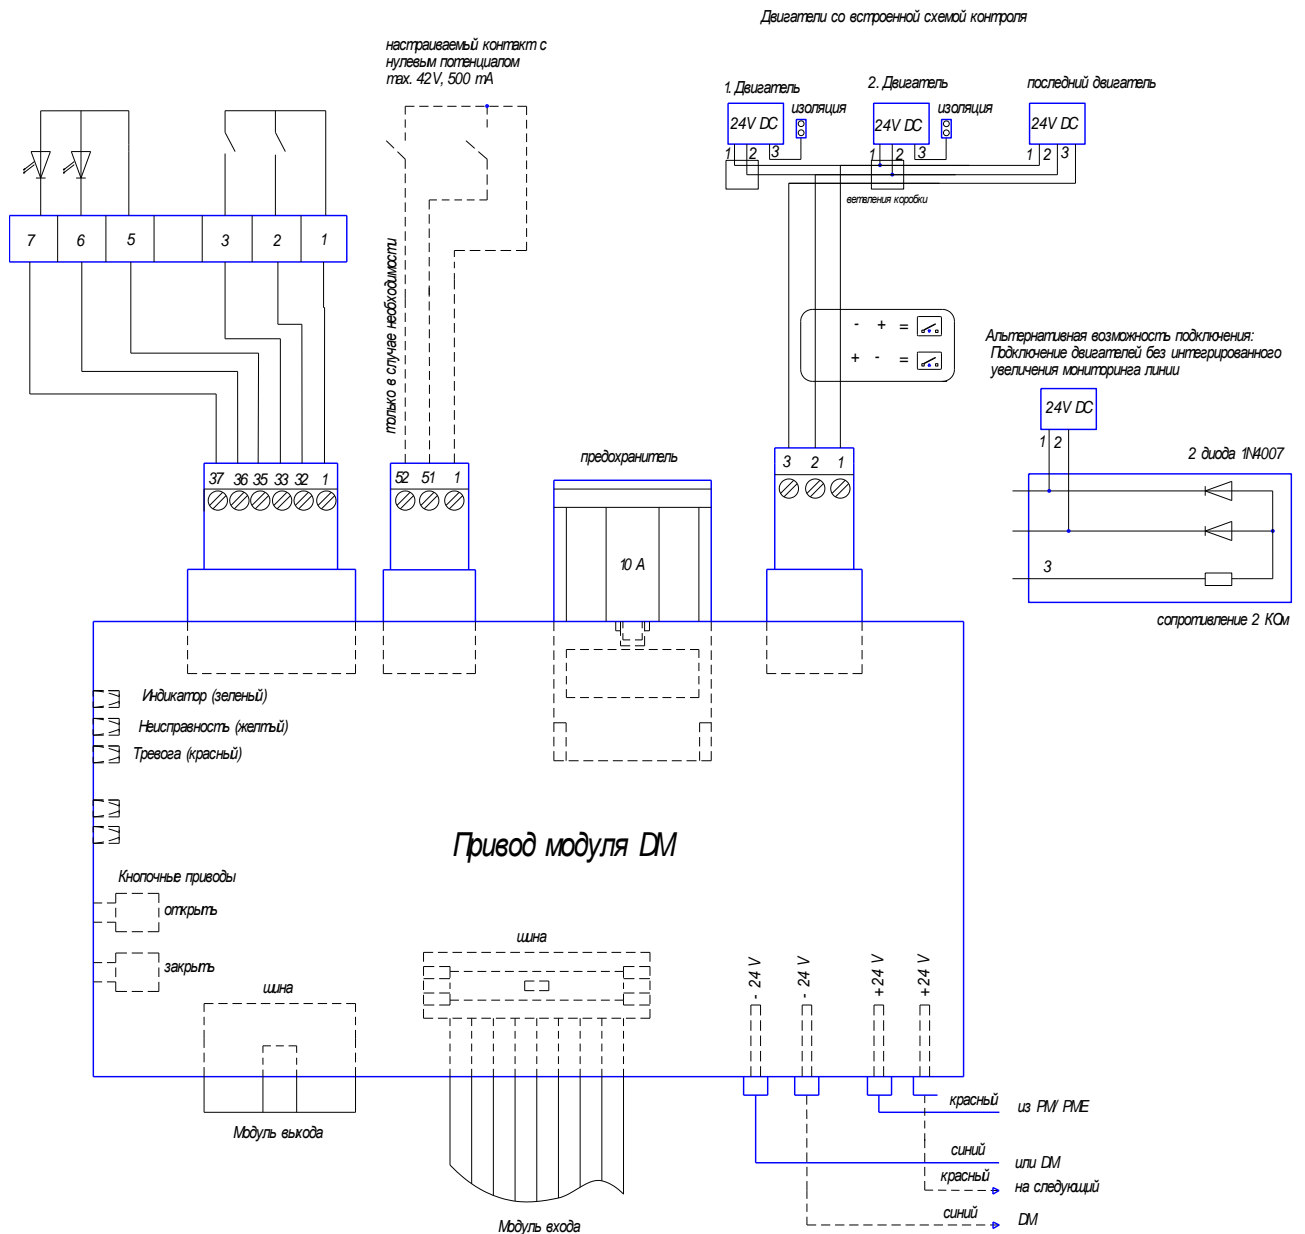 Двигатели со встроенной схемой контроля
настраиваемый контакт с
нулевым потенциалом
max. 42V, 500 mA
1. Двигатель
2. Двигатель
последний двигатель
изоляция
изоляция
24V DC
24V DC
24V DC
1 2 3
1 2 3
1 2 3
ветвления коробки
7 6 5 3 2 1
только в случае необходимости
- + =
+ - =
Альтернативная возможность подключения:
Подключение двигателей без интегрированного
увеличения мониторинга линии
24V DC
1 2
2 диода 1N4007
3
сопротивление 2 КОм
37 36 35 33 32 1
52 51 1
предохранитель
10 A
3 2 1
Индикатор (зеленый)
Неисправность (желтый)
Тревога (красный)
Привод модуля DM
Кнопочные приводы
открыть
закрыть
шина
шина
- 24 V
- 24 V
+24 V
+24 V
Модуль выхода
Модуль входа
красный
из PM/ PME
синий
или DM
красный
на следующий
синий
DM